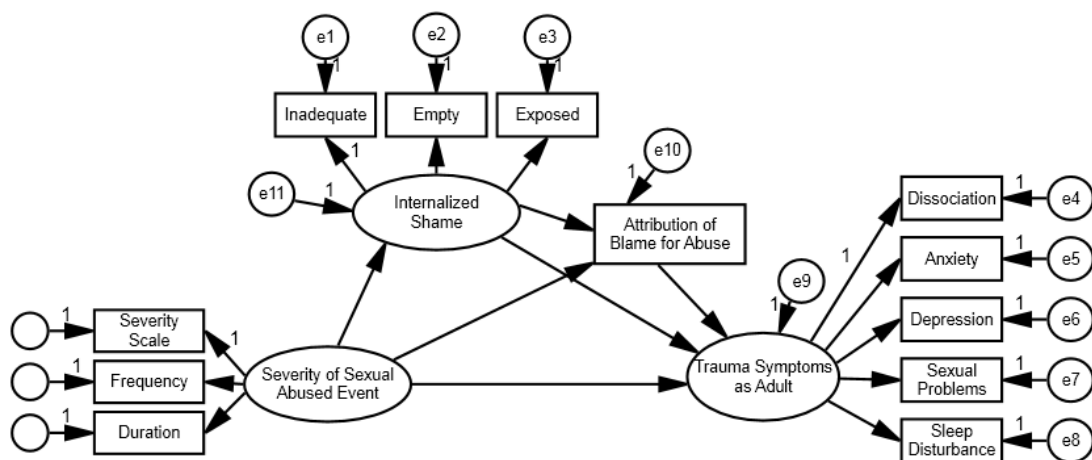 e1
e2
e3
1
1
1
Inadequate
Empty
Exposed
1
e10
1
e11
1
Internalized
Shame
Attribution of
Blame for Abuse
Dissociation
1
e4
1
Anxiety
1
e5
e9
1
Depression
1
e6
1
Severity
Scale
1
Severity of Sexual
Abused Event
Trauma Symptoms
as Adult
1
Frequency
Sexual
Problems
1
e7
1
Duration
Sleep
Disturbance
1
e8